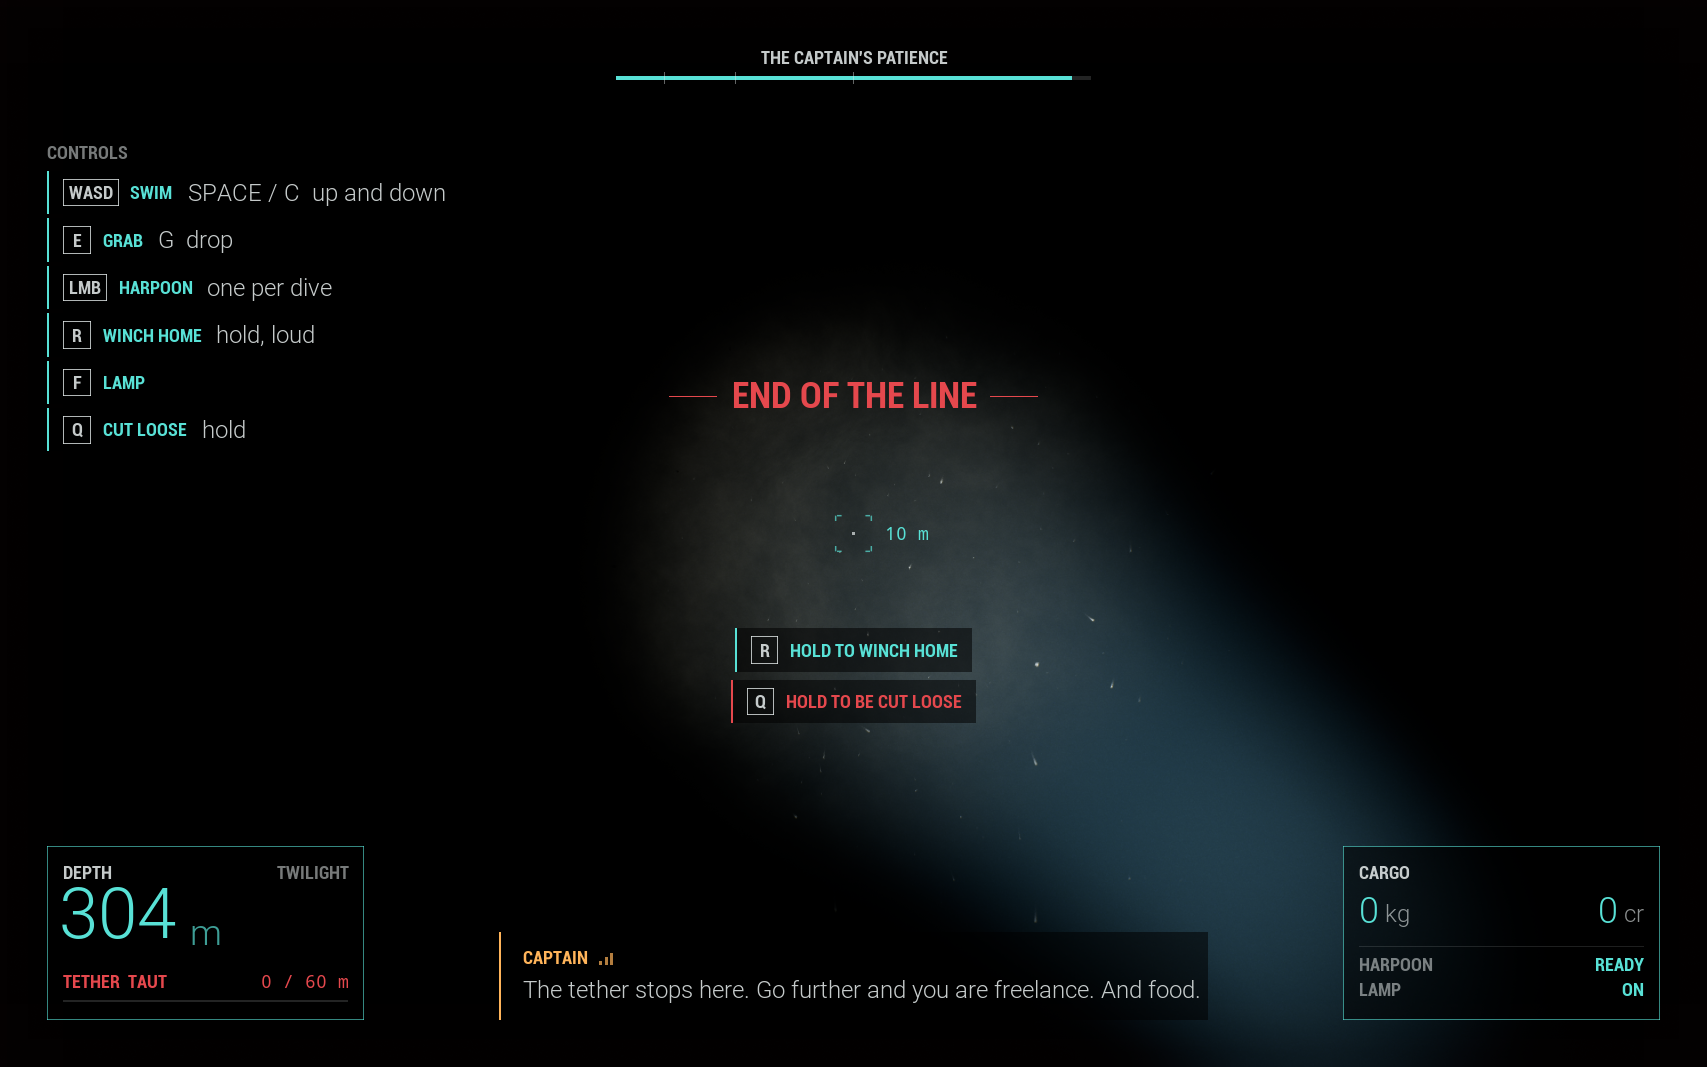 THE CAPTAIN'S PATIENCE
CONTROLS
WASD SWIM SPACE / C up and down
E GRAB G drop
LMB HARPOON one per dive
R WINCH HOME hold, loud
F LAMP
Q CUT LOOSE hold
END OF THE LINE
10 m
R HOLD TO WINCH HOME
Q HOLD TO BE CUT LOOSE
DEPTH TWILIGHT
304 m
TETHER TAUT 0 / 60 m
CAPTAIN
The tether stops here. Go further and you are freelance. And food.
CARGO
0 kg 0 cr
HARPOON READY
LAMP ON